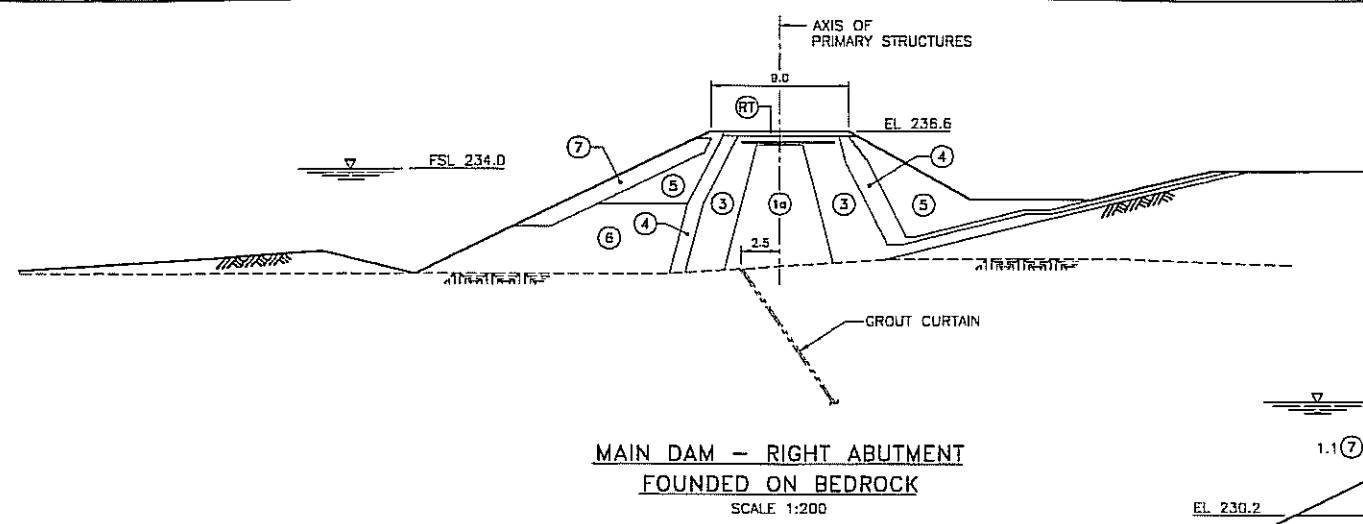 AXIS OF
PRIMARY STRUCTURES
9.0
RT
EL 236.6
7
4
FSL 234.0
5
3
1a
3
5
6
4
2.5
GROUT CURTAIN
MAIN DAM – RIGHT ABUTMENT
FOUNDED ON BEDROCK
SCALE 1:200
1.1 7
EL 230.2